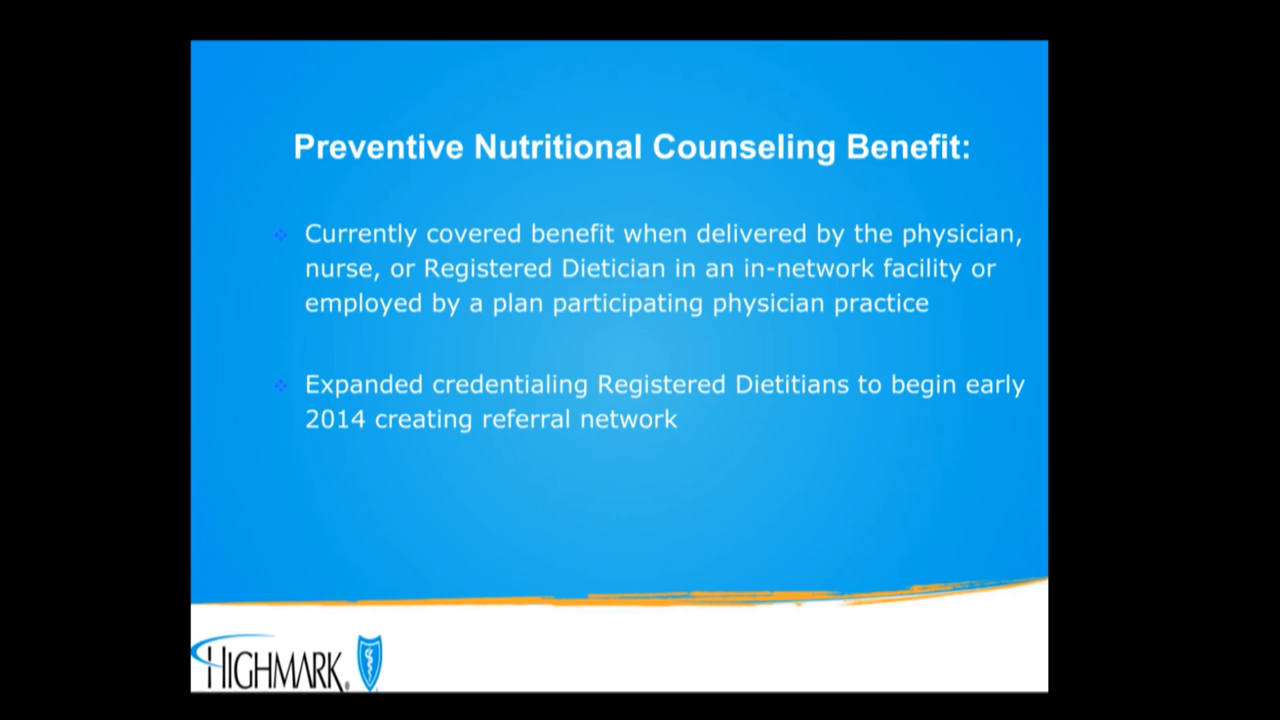 Preventive Nutritional Counseling Benefit:
Currently covered benefit when delivered by the physician,
nurse, or Registered Dietician in an in-network facility or
employed by a plan participating physician practice
Expanded credentialing Registered Dietitians to begin early
2014 creating referral network
HIGHMARK®